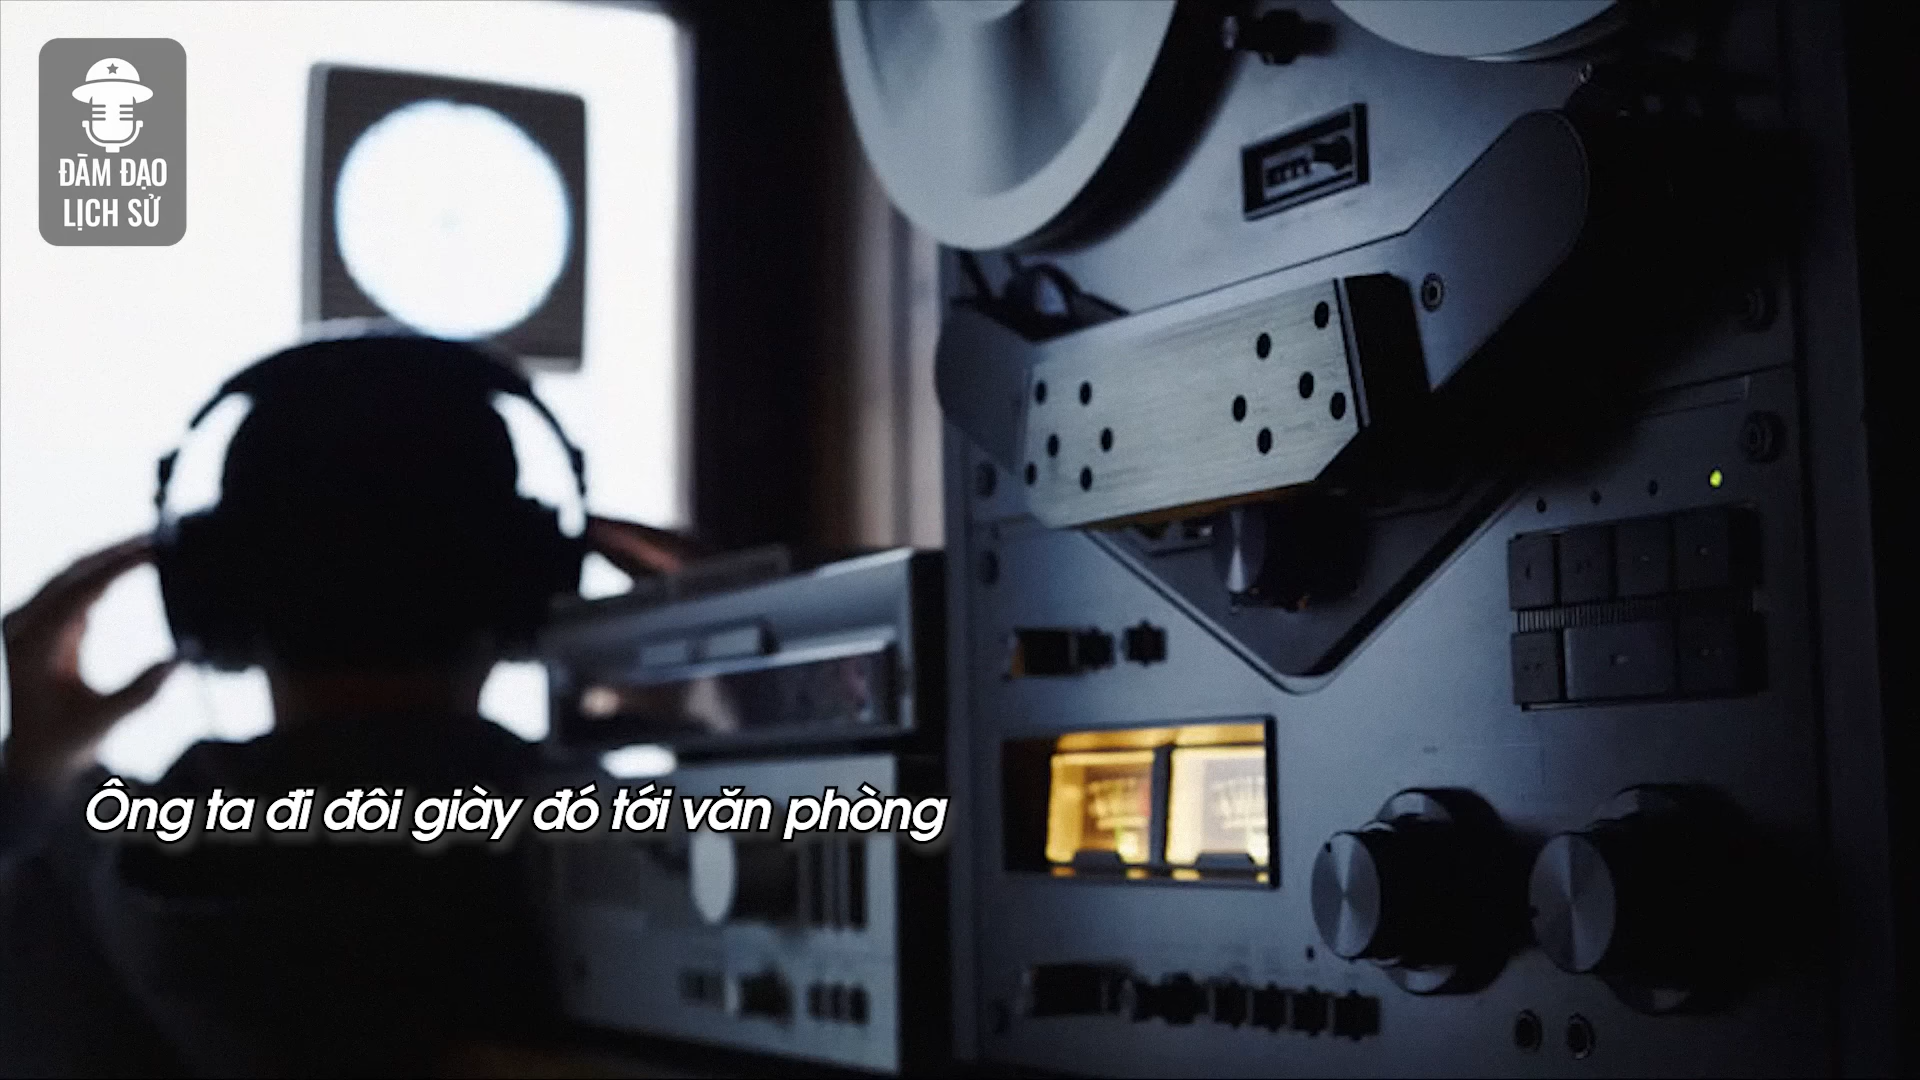 ĐÀM ĐẠO
LỊCH SỬ
Ông ta đi đôi giày đó tới văn phòng